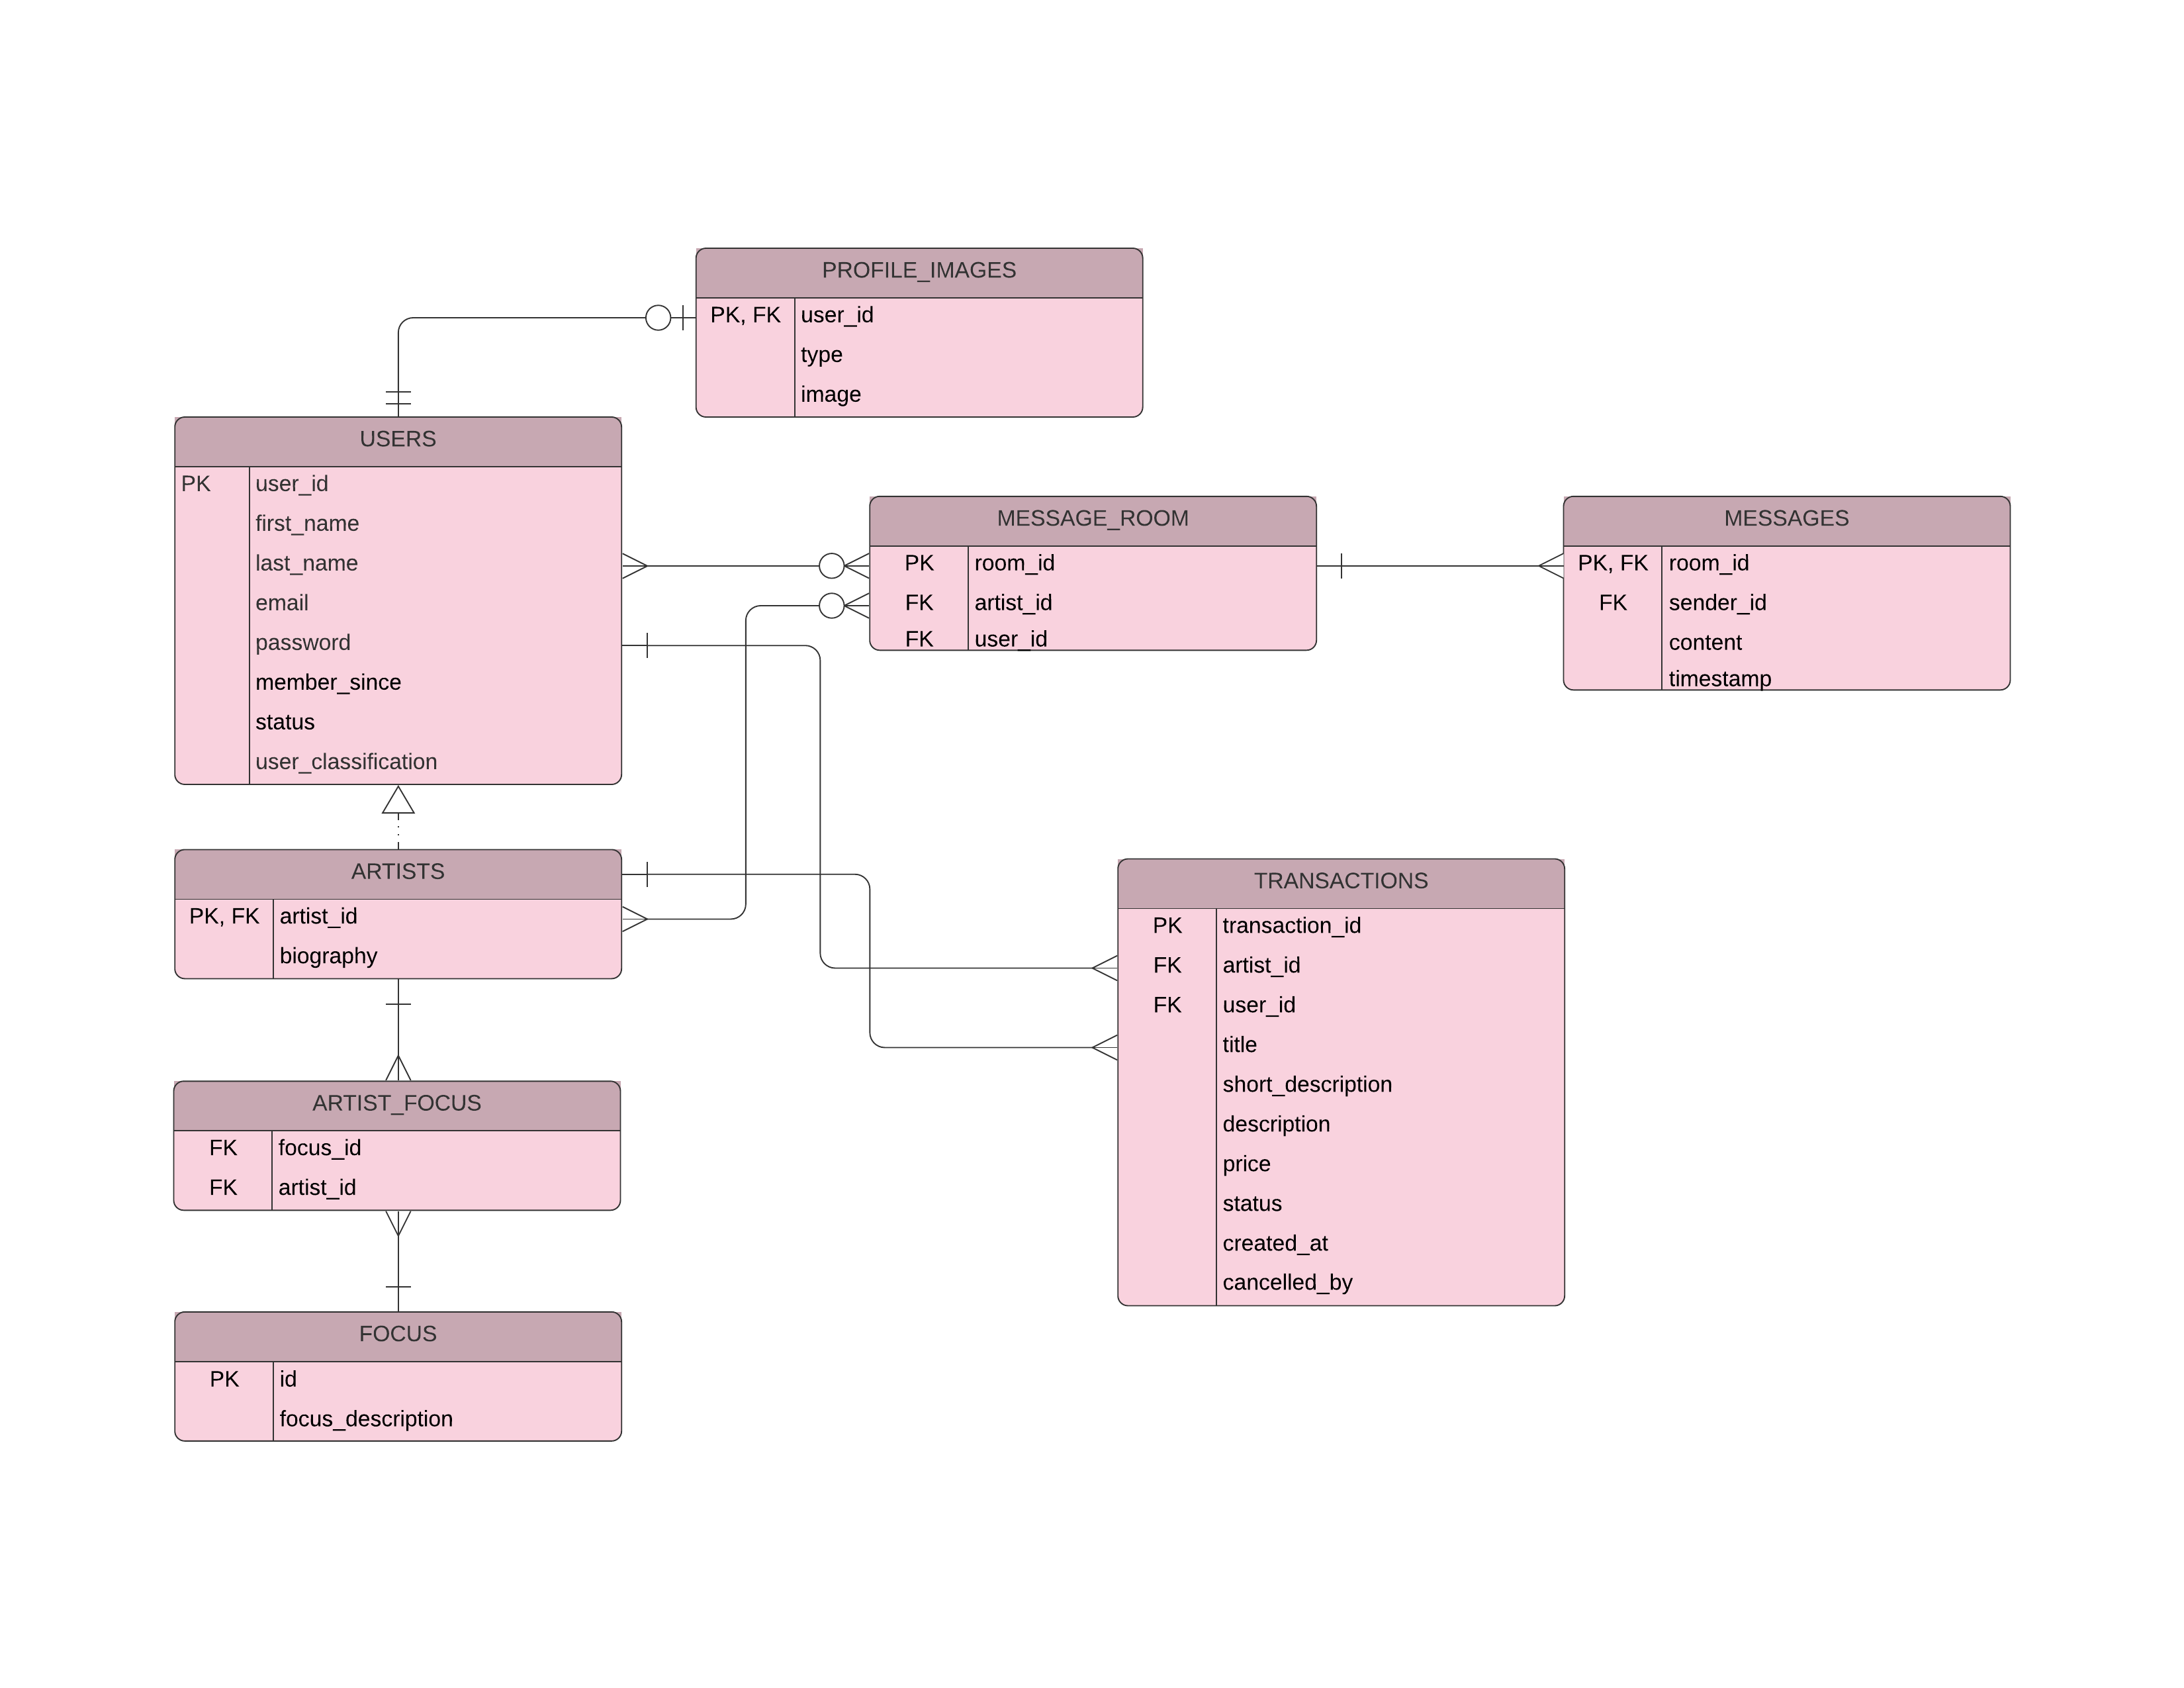 PROFILE_IMAGES
PK, FK user_id
type
image
USERS
PK user_id
first_name
last_name
email
password
member_since
status
user_classification
MESSAGE_ROOM
PK room_id
FK artist_id
FK user_id
MESSAGES
PK, FK room_id
FK sender_id
content
timestamp
ARTISTS
PK, FK artist_id
biography
TRANSACTIONS
PK transaction_id
FK artist_id
FK user_id
title
short_description
description
price
status
created_at
cancelled_by
ARTIST_FOCUS
FK focus_id
FK artist_id
FOCUS
PK id
focus_description